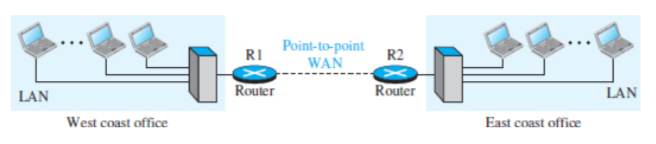 LAN
West coast office
R1
Router
Point-to-point
WAN
R2
Router
LAN
East coast office